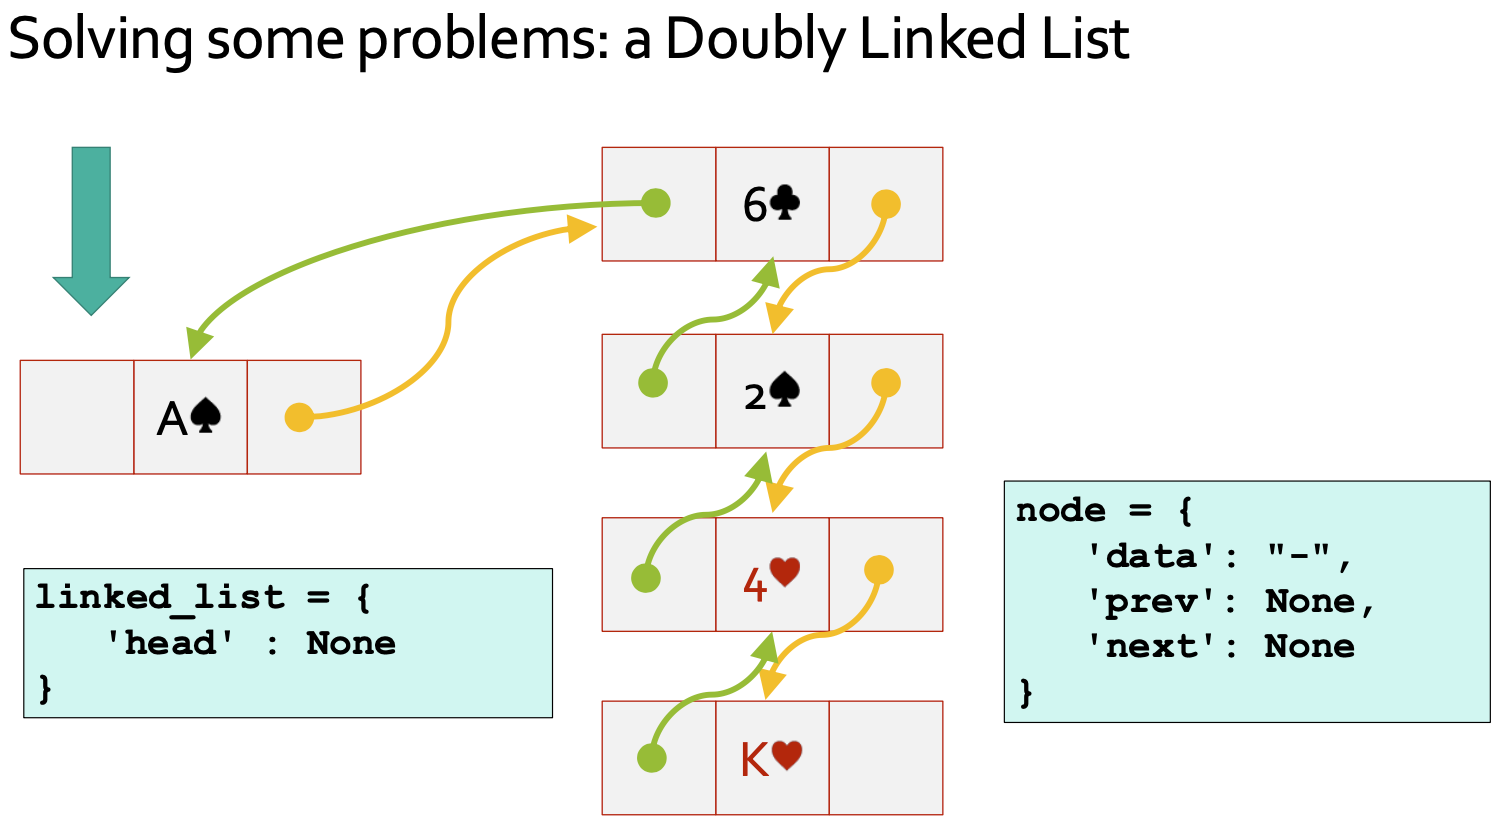 Solving some problems: a Doubly Linked List
6♣
A♠
2♠
4♥
K♥
linked_list = {
'head' : None
}
node = {
'data': "-",
'prev': None,
'next': None
}